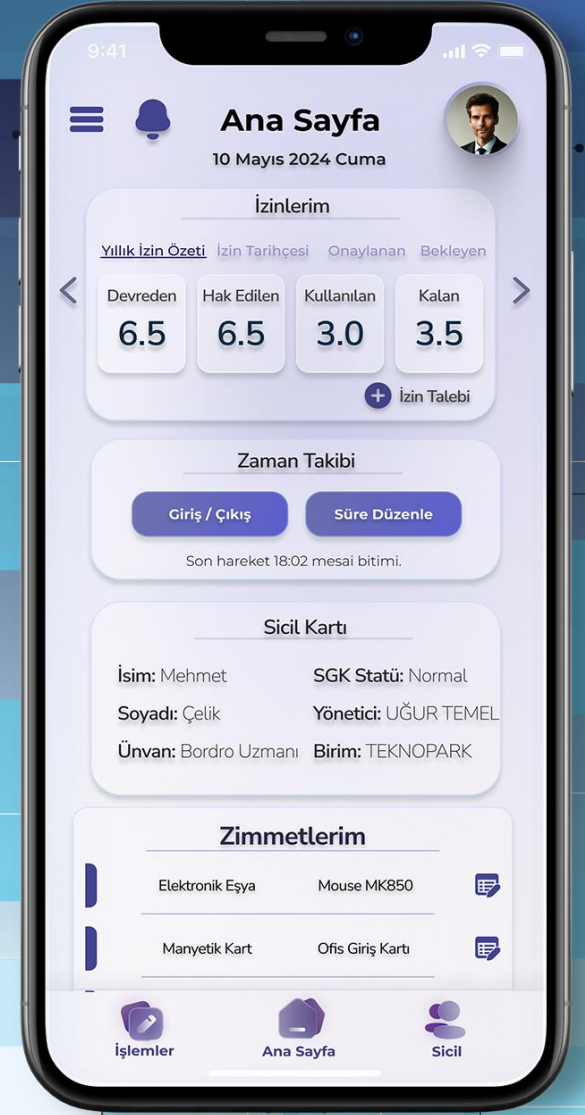 9:41
Ana Sayfa
10 Mayıs 2024 Cuma
İzinlerim
Yıllık İzin Özeti İzin Tarihçesi Onaylanan Bekleyen
Devreden Hak Edilen Kullanılan Kalan
6.5 6.5 3.0 3.5
İzin Talebi
Zaman Takibi
Giriş / Çıkış Süre Düzenle
Son hareket 18:02 mesai bitimi.
Sicil Kartı
İsim: Mehmet SGK Statü: Normal
Soyadı: Çelik Yönetici: UĞUR TEMEL
Ünvan: Bordro Uzmanı Birim: TEKNOPARK
Zimmetlerim
Elektronik Eşya Mouse MK850
Manyetik Kart Ofis Giriş Kartı
İşlemler Ana Sayfa Sicil